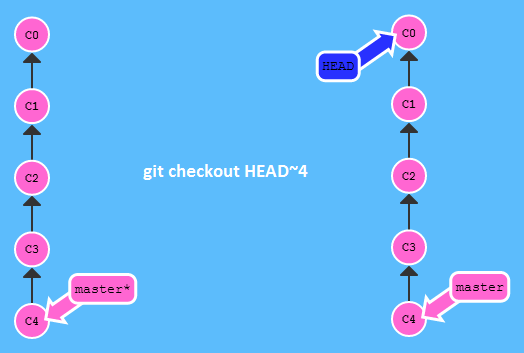 C0
C1
C2
C3
C4
master*
git checkout HEAD~4
HEAD
C0
C1
C2
C3
C4
master